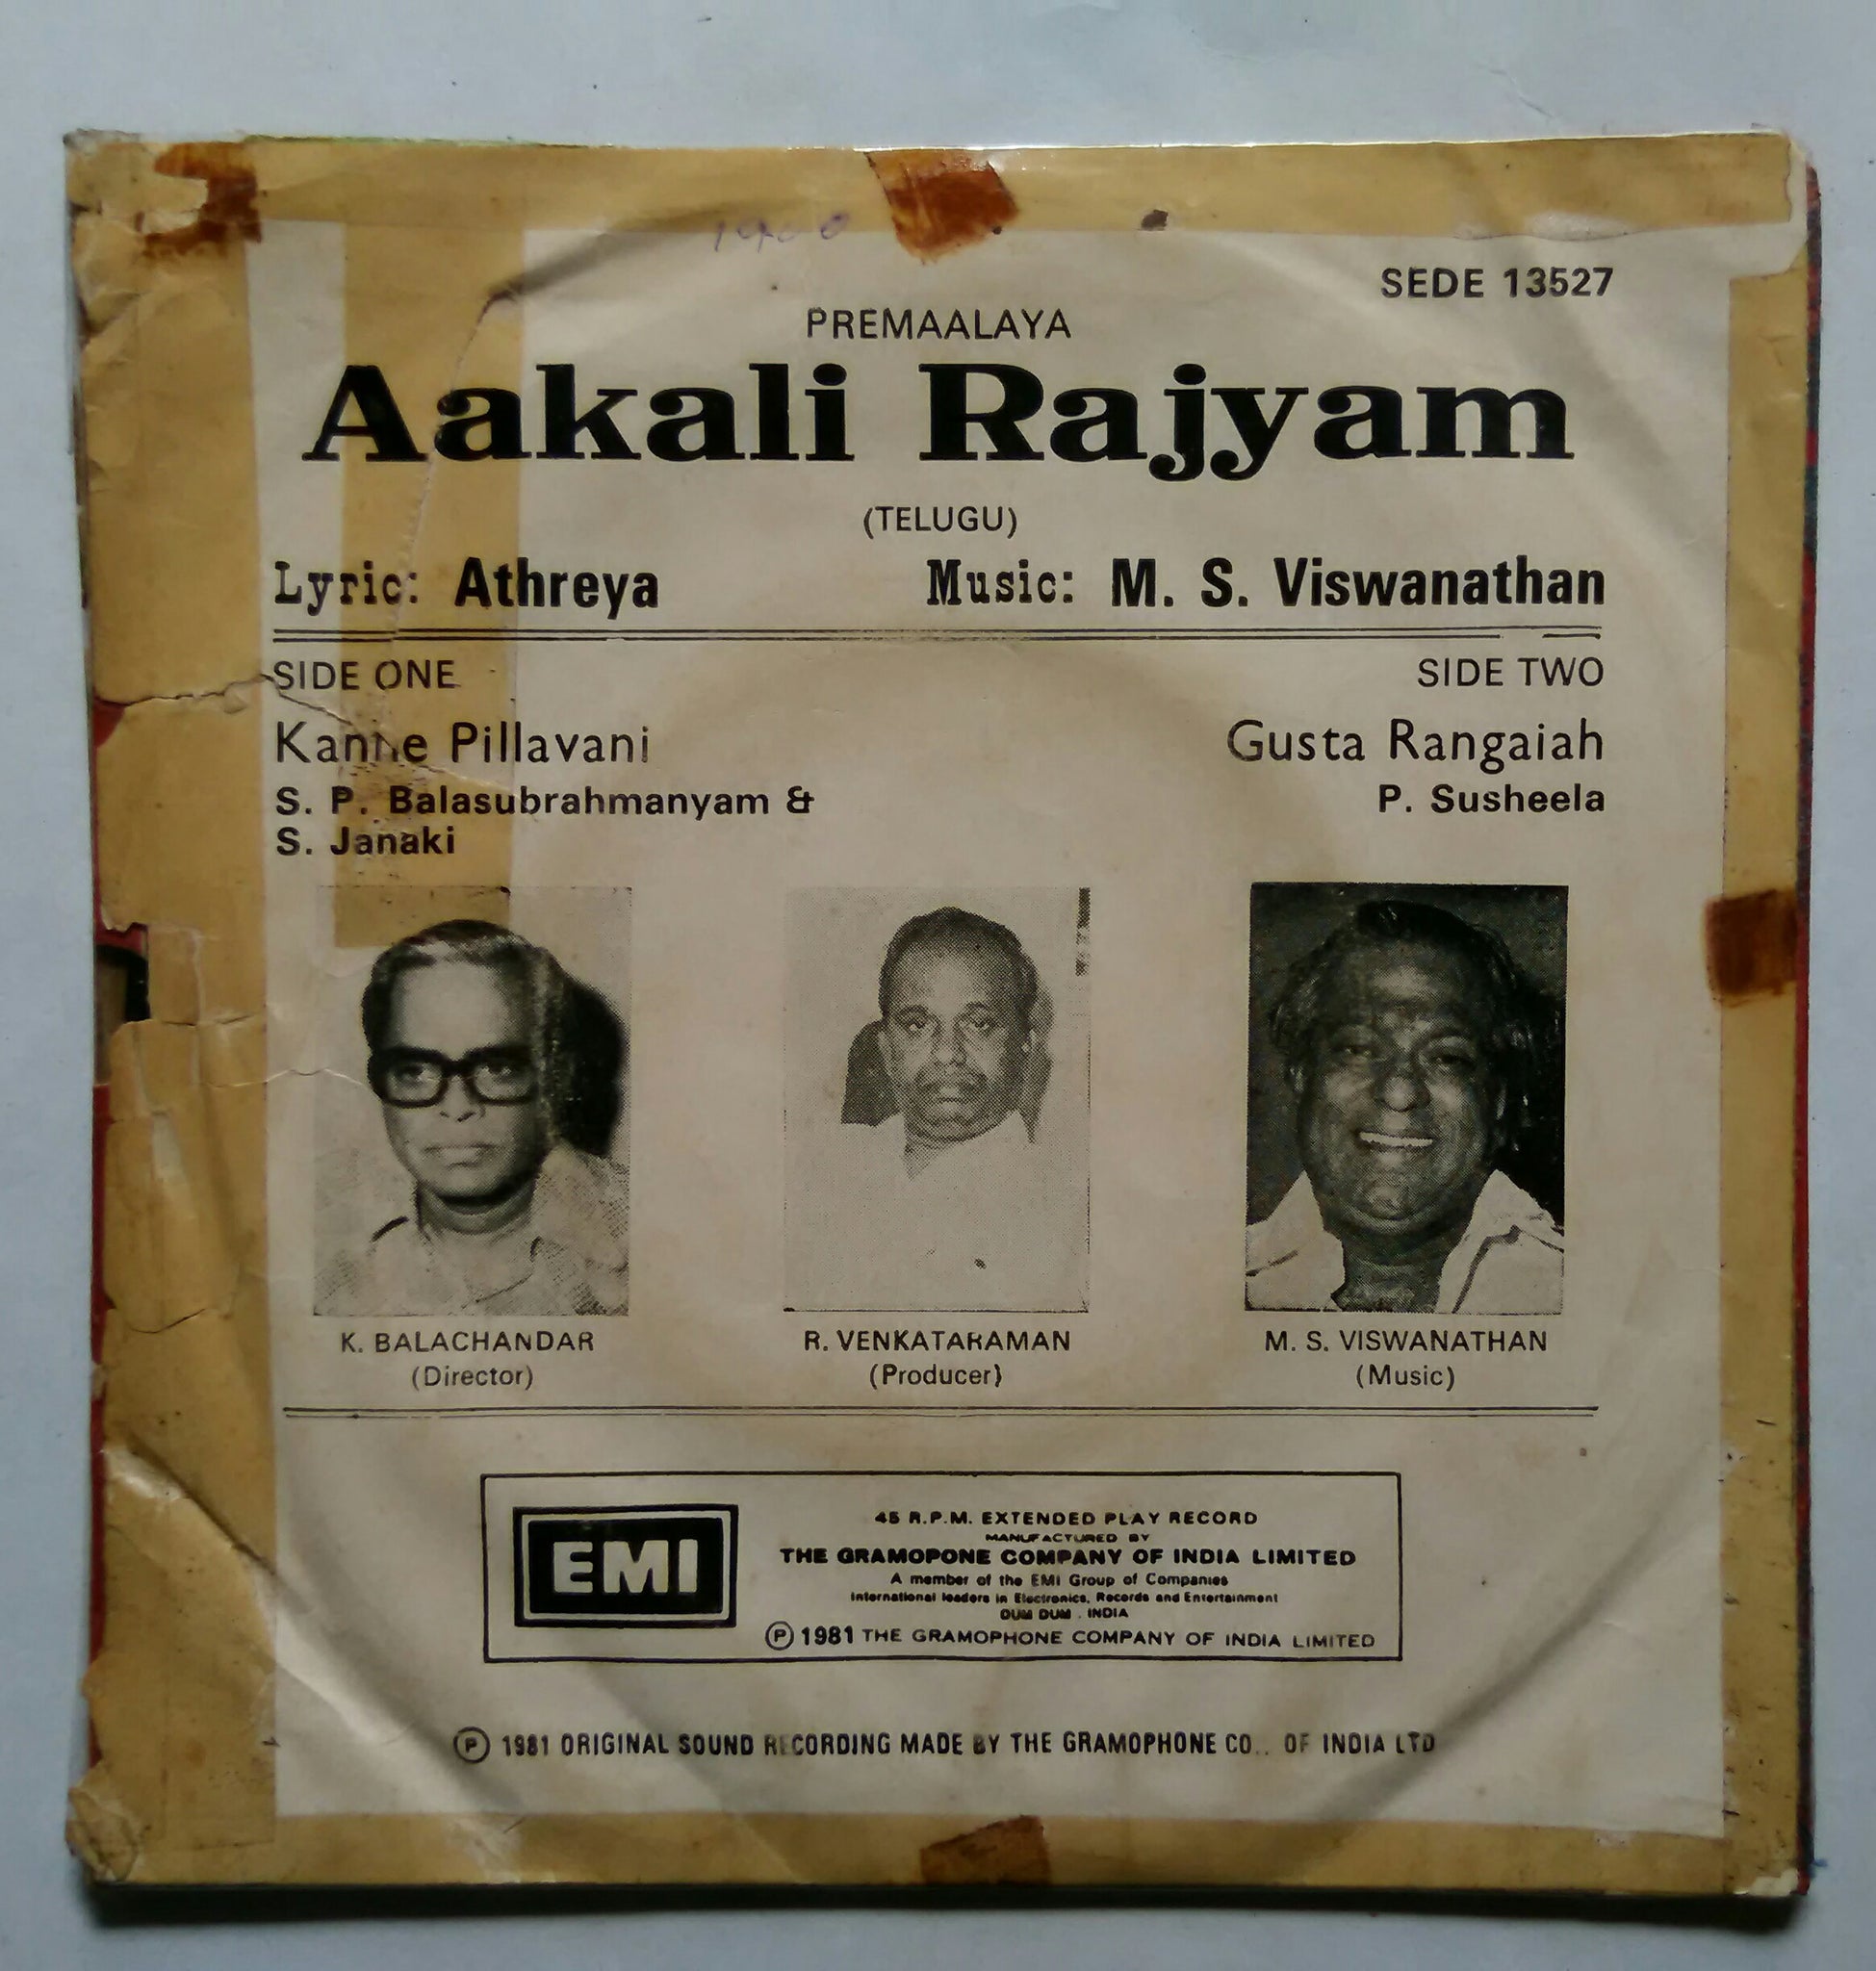 SEDE 13527
PREMAALAYA
Aakali Rajyam
(TELUGU)
Lyric: Athreya Music: M. S. Viswanathan
SIDE ONE
Kanne Pillavani
S. P. Balasubrahmanyam &
S. Janaki
SIDE TWO
Gusta Rangaiah
P. Susheela
K. BALACHANDAR
(Director)
R. VENKATARAMAN
(Producer)
M. S. VISWANATHAN
(Music)
EMI
45 R.P.M. EXTENDED PLAY RECORD
MANUFACTURED BY
THE GRAMOPONE COMPANY OF INDIA LIMITED
A member of the EMI Group of Companies
International leaders in Electronics, Records and Entertainment
DUM DUM . INDIA
Ⓟ 1981 THE GRAMOPHONE COMPANY OF INDIA LIMITED
Ⓟ 1981 ORIGINAL SOUND RECORDING MADE BY THE GRAMOPHONE CO., OF INDIA LTD